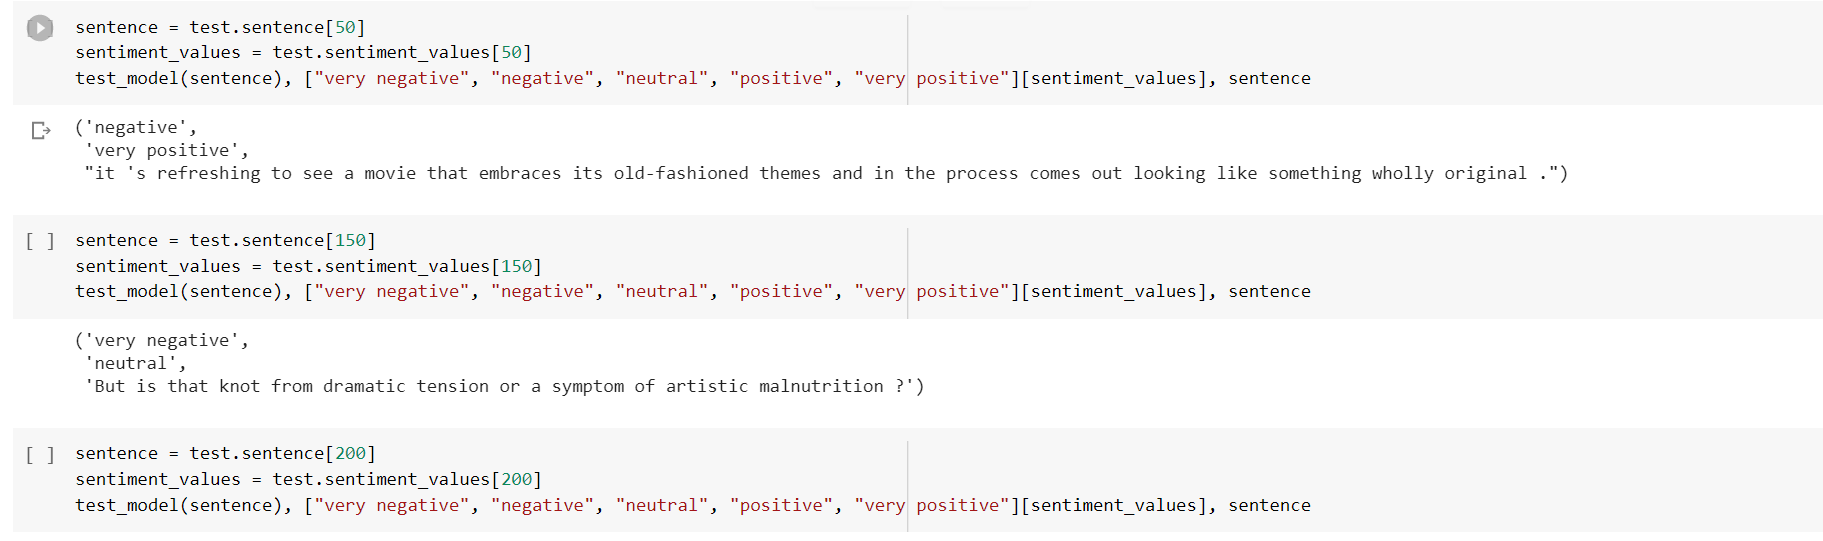 sentence = test.sentence[50]
sentiment_values = test.sentiment_values[50]
test_model(sentence), ["very negative", "negative", "neutral", "positive", "very positive"][sentiment_values], sentence
('negative',
'very positive',
"it 's refreshing to see a movie that embraces its old-fashioned themes and in the process comes out looking like something wholly original .")
[ ] sentence = test.sentence[150]
sentiment_values = test.sentiment_values[150]
test_model(sentence), ["very negative", "negative", "neutral", "positive", "very positive"][sentiment_values], sentence
('very negative',
'neutral',
'But is that knot from dramatic tension or a symptom of artistic malnutrition ?')
[ ] sentence = test.sentence[200]
sentiment_values = test.sentiment_values[200]
test_model(sentence), ["very negative", "negative", "neutral", "positive", "very positive"][sentiment_values], sentence